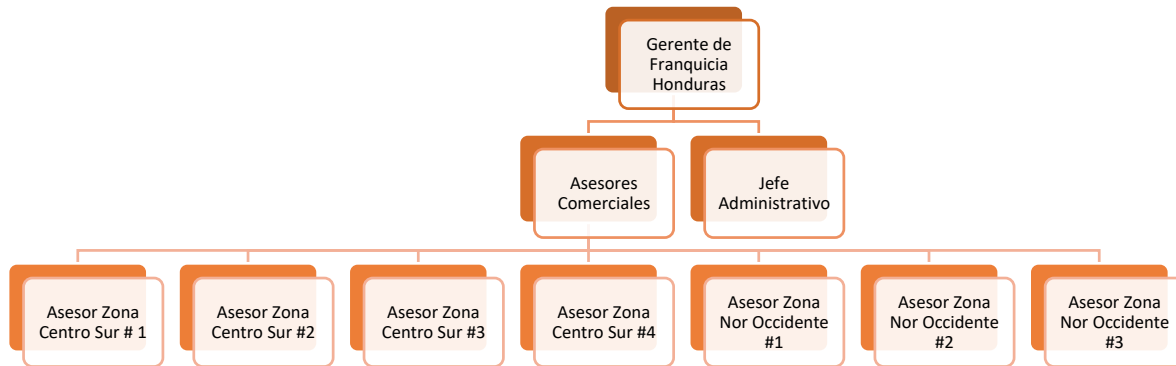 Gerente de
Franquicia
Honduras
Asesores
Comerciales
Jefe
Administrativo
Asesor Zona
Centro Sur # 1
Asesor Zona
Centro Sur #2
Asesor Zona
Centro Sur #3
Asesor Zona
Centro Sur #4
Asesor Zona
Nor Occidente
#1
Asesor Zona
Nor Occidente
#2
Asesor Zona
Nor Occidente
#3